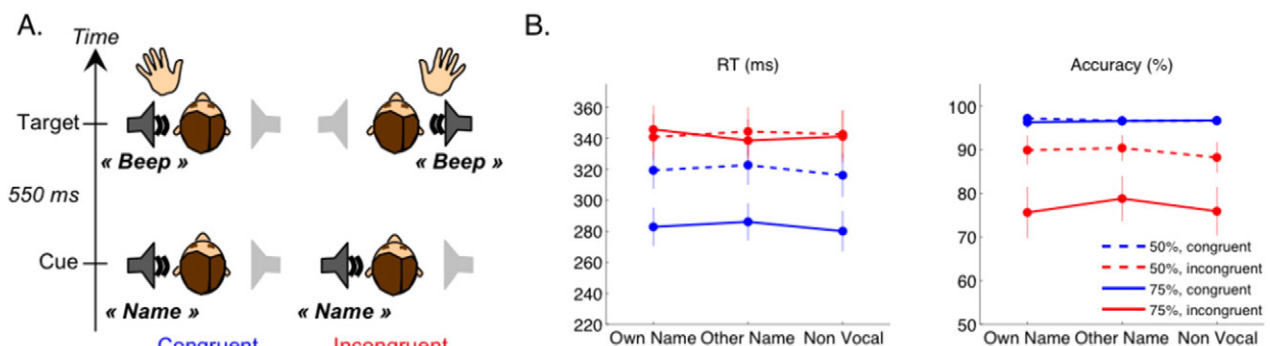 A.
Time
Target
« Beep »
« Beep »
550 ms
Cue
« Name »
« Name »
Congruent
Incongruent
B.
RT (ms)
360
340
320
300
280
260
240
220
Own Name Other Name Non Vocal
Accuracy (%)
100
90
80
70
60
50
50%, congruent
50%, incongruent
75%, congruent
75%, incongruent
Own Name Other Name Non Vocal